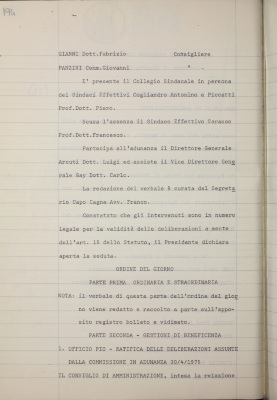 GIANNI Dott.Fabrizio Consigliere
PANZINI Comm.Giovanni "
E' presente il Collegio Sindacale in persona
dei Sindaci Effettivi Cogliandro Antonino e Pionatti
Prof.Dott. Piero.
Scusa l'assenza il Sindaco Effettivo
Prof.Dott.Francesco.
Partecipa all'adunanza il Direttore Generale
Arcuti Dott. Luigi ed assiste il Vice Direttore Gene
rale Bay Dott. Carlo.
La redazione del verbale è curata dal Segreta
rio Capo Cagna Avv. Franco.
Constatato che gli intervenuti sono in numero
legale per la validità delle deliberazioni a mente
dell'art. 15 dello Statuto, il Presidente dichiara
aperta la seduta.
ORDINE DEL GIORNO
PARTE PRIMA ORDINARIA E STRAORDINARIA
NOTA: il verbale di questa parte dell'ordine del gior
no viene redatto e raccolto a parte sull'appo-
sito registro bollato e vidimato.
PARTE SECONDA - GESTIONI DI BENEFICENZA
1. UFFICIO PIO - RATIFICA DELLE DELIBERAZIONI ASSUNTE
DALLA COMMISSIONE IN ADUNANZA 30/4/1975
IL CONSIGLIO DI AMMINISTRAZIONE, intesa la relazione